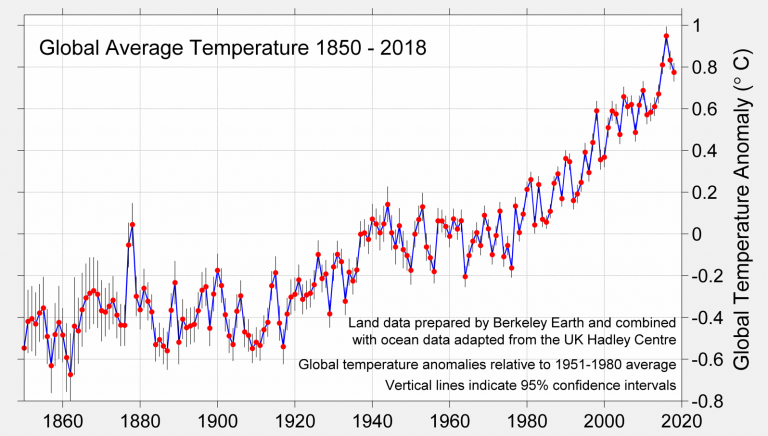 Global Average Temperature 1850 - 2018
1
0.8
0.6
0.4
0.2
0
-0.2
-0.4
-0.6
-0.8
Global Temperature Anomaly (° C)
Land data prepared by Berkeley Earth and combined
with ocean data adapted from the UK Hadley Centre
Global temperature anomalies relative to 1951-1980 average
Vertical lines indicate 95% confidence intervals
1860 1880 1900 1920 1940 1960 1980 2000 2020